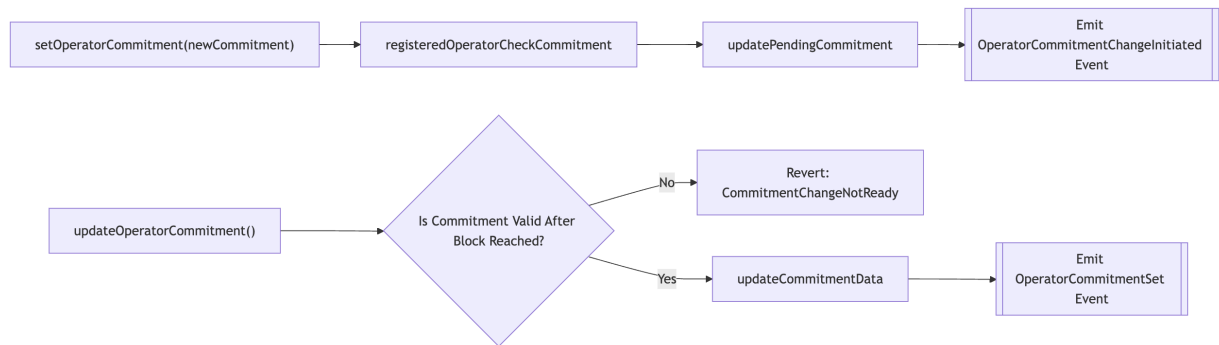 setOperatorCommitment(newCommitment)
registeredOperatorCheckCommitment
updatePendingCommitment
Emit
OperatorCommitmentChangeInitiated
Event
updateOperatorCommitment()
Is Commitment Valid After
Block Reached?
No
Revert:
CommitmentChangeNotReady
Yes
updateCommitmentData
Emit
OperatorCommitmentSet
Event